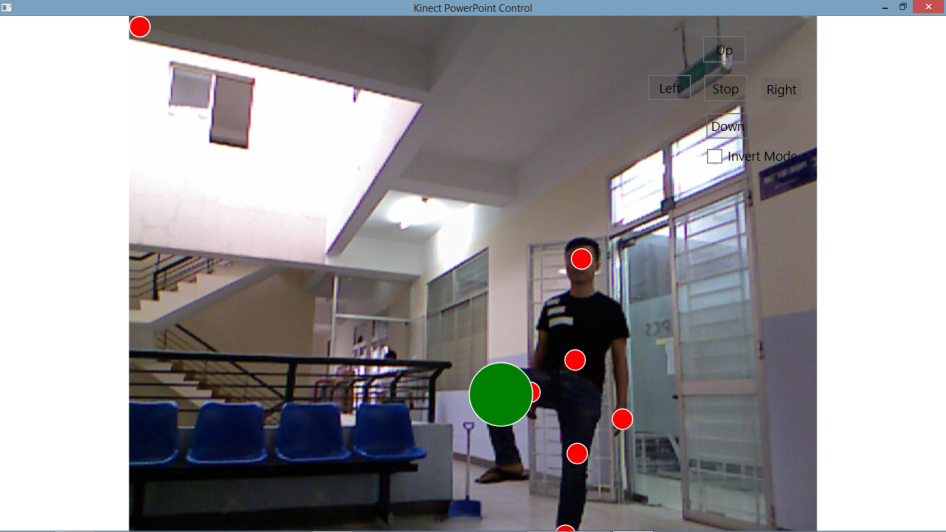 Kinect PowerPoint Control
Up
Left Stop Right
Down
Invert Mode